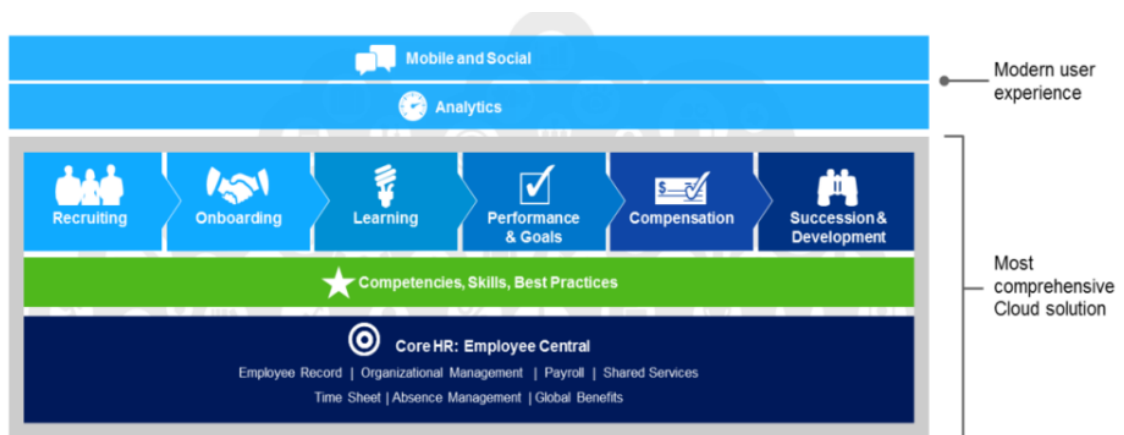 Mobile and Social
Modern user
experience
Analytics
Recruiting
Onboarding
Learning
Performance
& Goals
Compensation
Succession &
Development
Competencies, Skills, Best Practices
Most
comprehensive
Cloud solution
Core HR: Employee Central
Employee Record | Organizational Management | Payroll | Shared Services
Time Sheet | Absence Management | Global Benefits